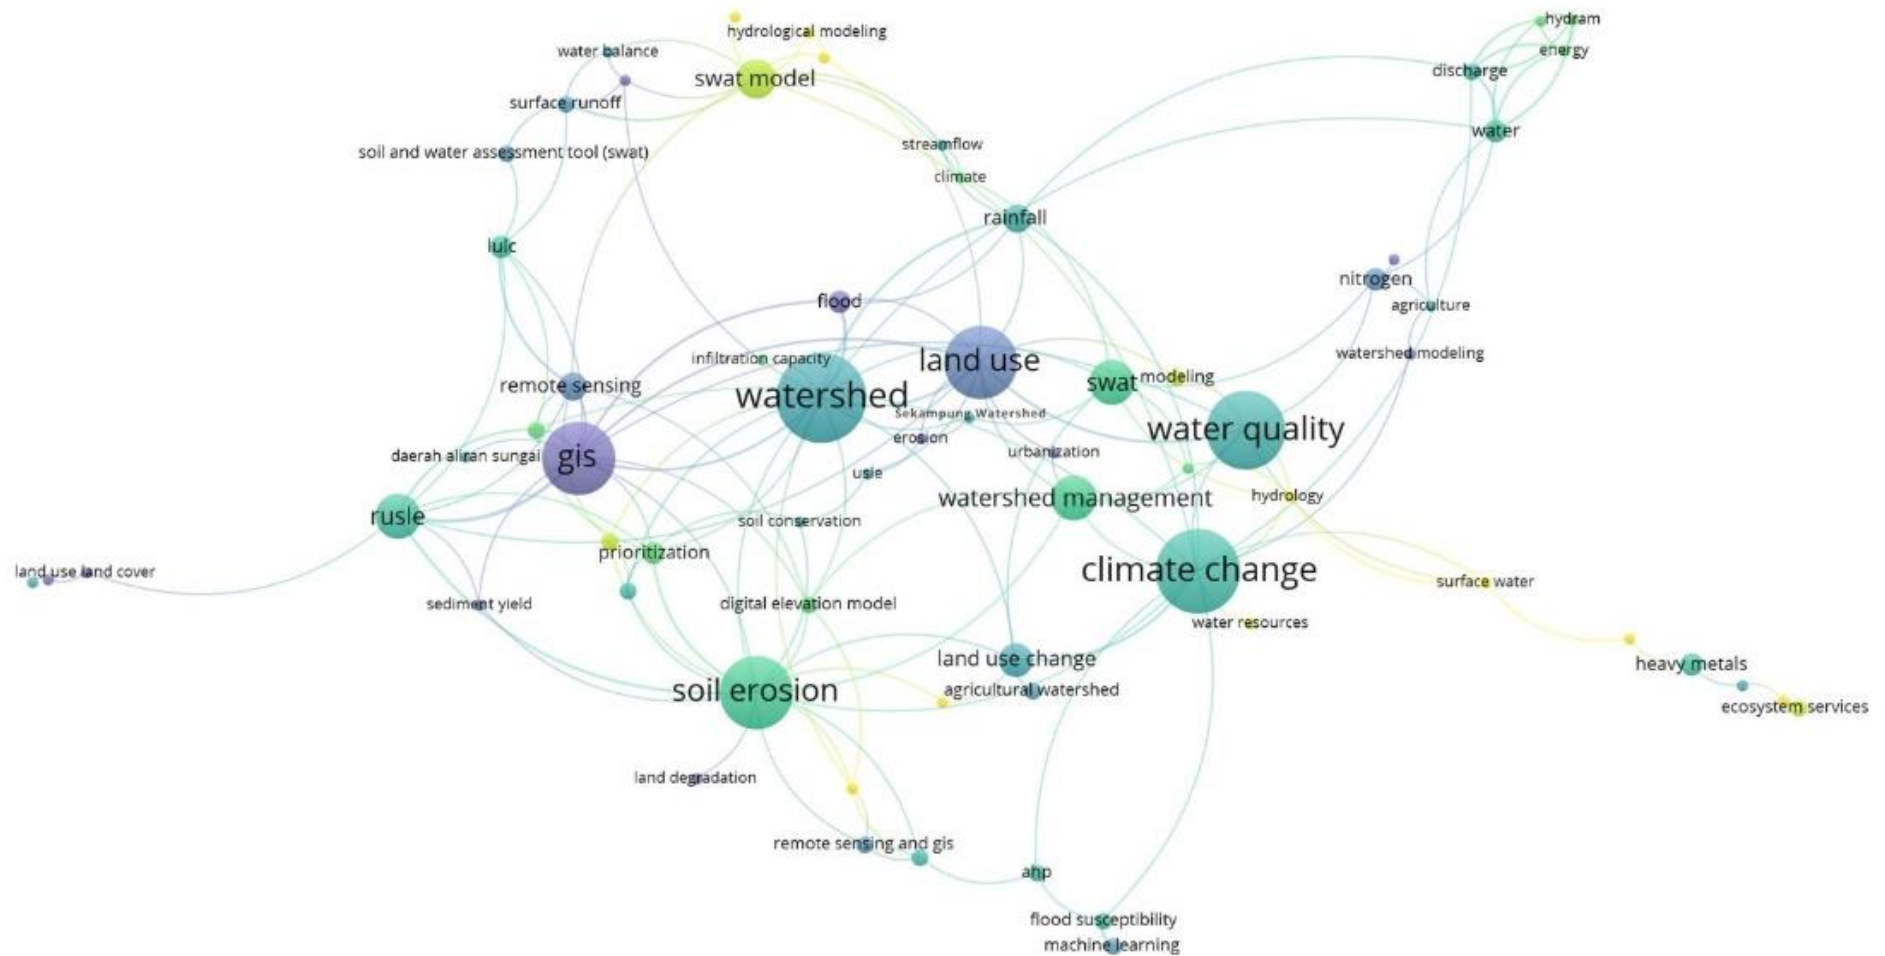 hydram
hydrological modeling
energy
water balance
discharge
swat model
surface runoff
water
streamflow
soil and water assessment tool (swat)
climate
rainfall
lulc
nitrogen
flood
agriculture
watershed modeling
infiltration capacity
land use
remote sensing
swat
modeling
watershed
Sekampung Watershed
water quality
erosion
daerah aliran sungai
gis
urbanization
usle
watershed management
hydrology
rusle
soil conservation
prioritization
climate change
land use land cover
surface water
sediment yield
digital elevation model
water resources
land use change
heavy metals
soil erosion
agricultural watershed
ecosystem services
land degradation
remote sensing and gis
ahp
flood susceptibility
machine learning